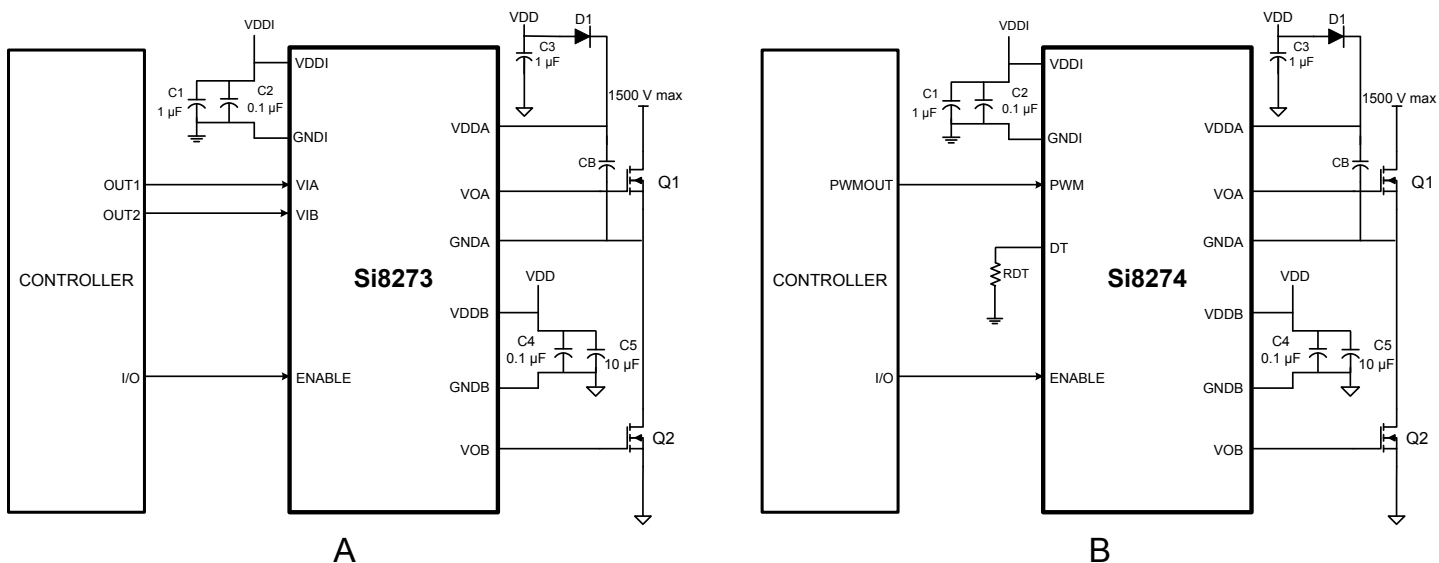 VDDI
VDD
D1
C3
1 µF
VDDI
C1
1 µF
C2
0.1 µF
GNDI
1500 V max
VDDA
CB
OUT1
VIA
VOA
Q1
OUT2
VIB
GNDA
CONTROLLER
Si8273
VDD
VDDB
C4
0.1 µF
C5
10 µF
I/O
ENABLE
GNDB
VOB
Q2
A
VDDI
VDD
D1
C3
1 µF
VDDI
C1
1 µF
C2
0.1 µF
GNDI
1500 V max
VDDA
CB
PWMOUT
PWM
VOA
Q1
DT
GNDA
RDT
CONTROLLER
Si8274
VDD
VDDB
C4
0.1 µF
C5
10 µF
I/O
ENABLE
GNDB
VOB
Q2
B